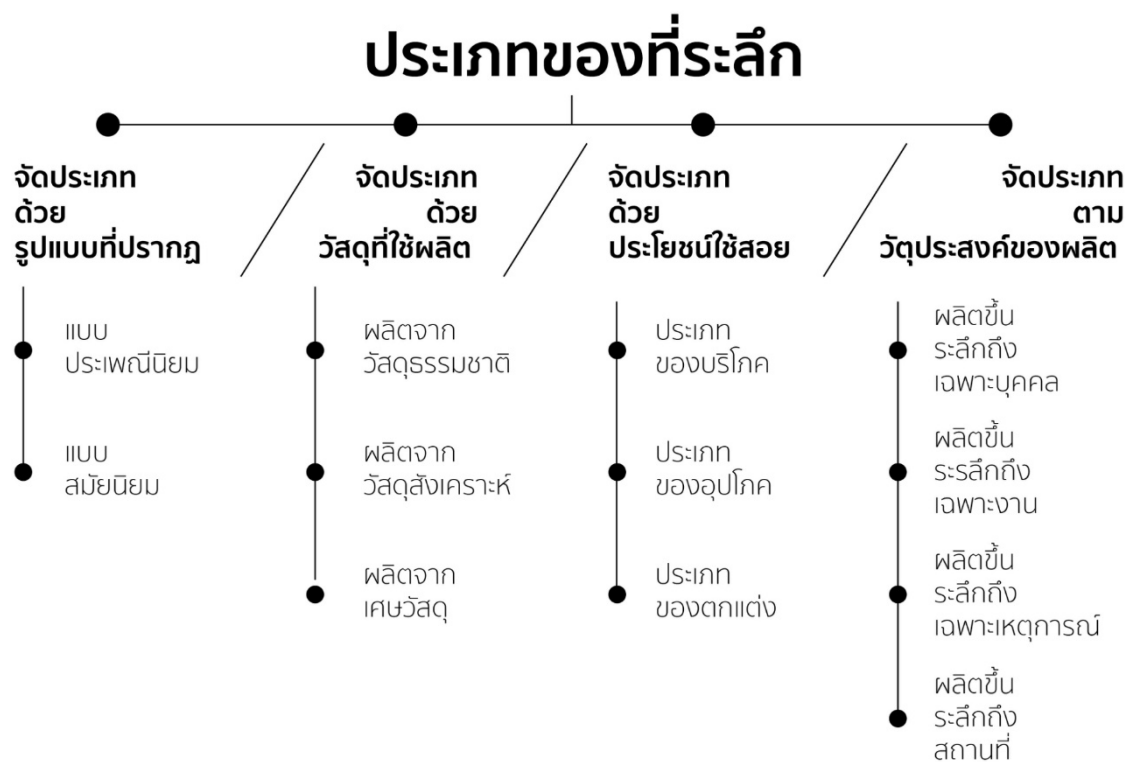 ประเภทของที่ระลึก
จัดประเภท
ด้วย
รูปแบบที่ปรากฏ
แบบ
ประเพณีนิยม
แบบ
สมัยนิยม
จัดประเภท
ด้วย
วัสดุที่ใช้ผลิต
ผลิตจาก
วัสดุธรรมชาติ
ผลิตจาก
วัสดุสังเคราะห์
ผลิตจาก
เศษวัสดุ
จัดประเภท
ด้วย
ประโยชน์ใช้สอย
ประเภท
ของบริโภค
ประเภท
ของอุปโภค
ประเภท
ของตกแต่ง
จัดประเภท
ตาม
วัตุประสงค์ของผลิต
ผลิตขึ้น
ระลึกถึง
เฉพาะบุคคล
ผลิตขึ้น
ระรลึกถึง
เฉพาะงาน
ผลิตขึ้น
ระลึกถึง
เฉพาะเหตุการณ์
ผลิตขึ้น
ระลึกถึง
สถานที่